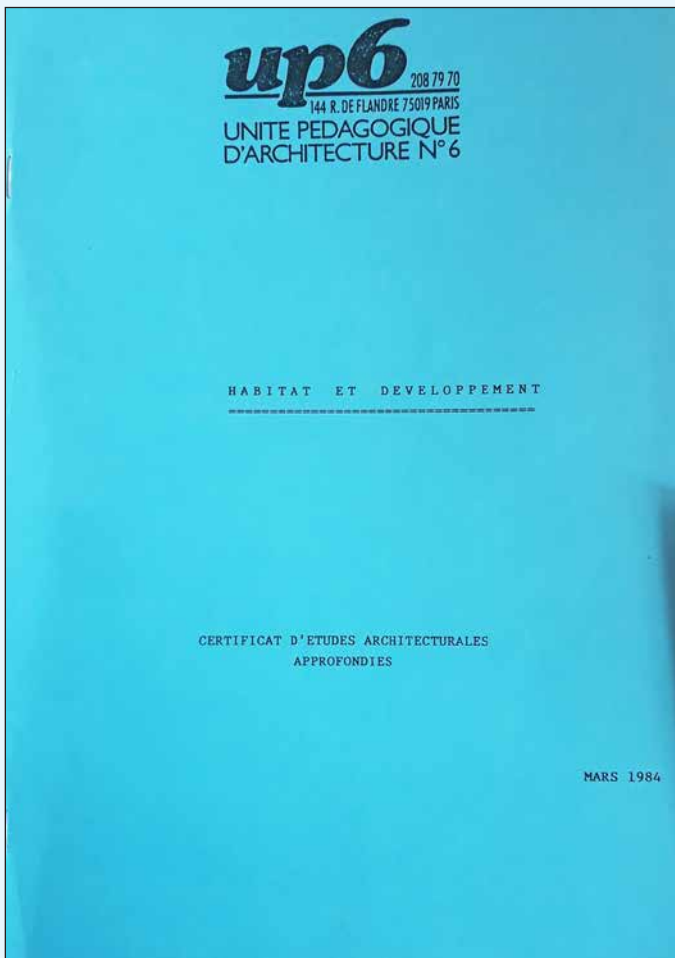 up6 208 79 70
144 R. DE FLANDRE 75019 PARIS
UNITE PEDAGOGIQUE
D'ARCHITECTURE N° 6
HABITAT ET DEVELOPPEMENT
CERTIFICAT D'ETUDES ARCHITECTURALES
APPROFONDIES
MARS 1984